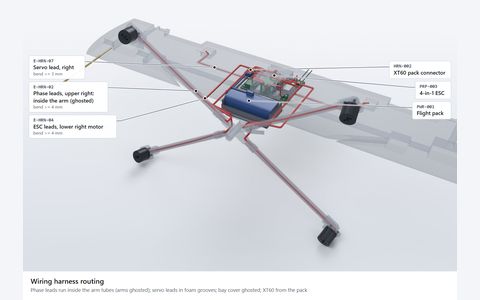 E-HRN-07
Servo lead, right
bend >= 3 mm
E-HRN-02
Phase leads, upper right:
inside the arm (ghosted)
bend >= 4 mm
E-HRN-04
ESC leads, lower right motor
bend >= 4 mm
HRN-002
XT60 pack connector
PRP-003
4-in-1 ESC
PWR-001
Flight pack
Wiring harness routing
Phase leads run inside the arm tubes (arms ghosted); servo leads in foam grooves; bay cover ghosted; XT60 from the pack